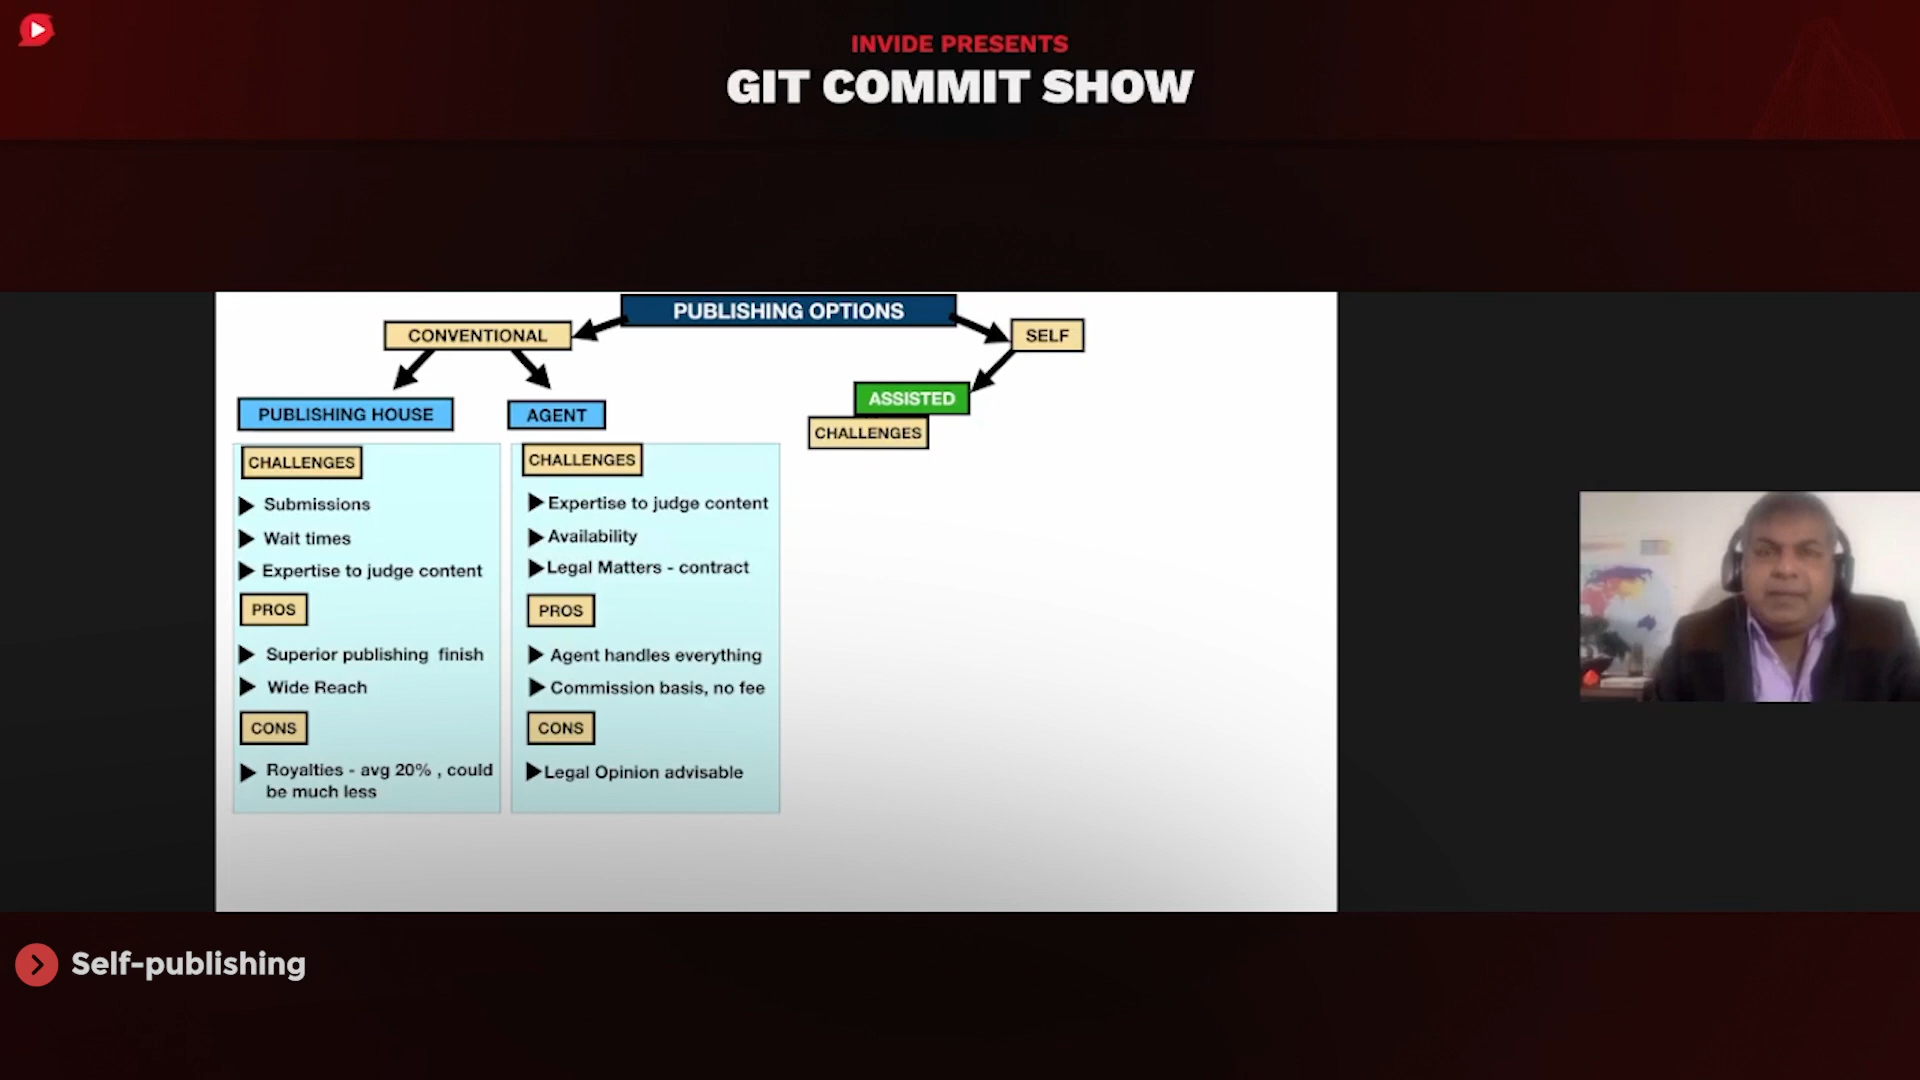 INVIDE PRESENTS
GIT COMMIT SHOW
PUBLISHING OPTIONS
CONVENTIONAL
SELF
PUBLISHING HOUSE
AGENT
ASSISTED
CHALLENGES
CHALLENGES
Submissions
Wait times
Expertise to judge content
PROS
Superior publishing finish
Wide Reach
CONS
Royalties - avg 20% , could
be much less
CHALLENGES
Expertise to judge content
Availability
Legal Matters - contract
PROS
Agent handles everything
Commission basis, no fee
CONS
Legal Opinion advisable
Self-publishing